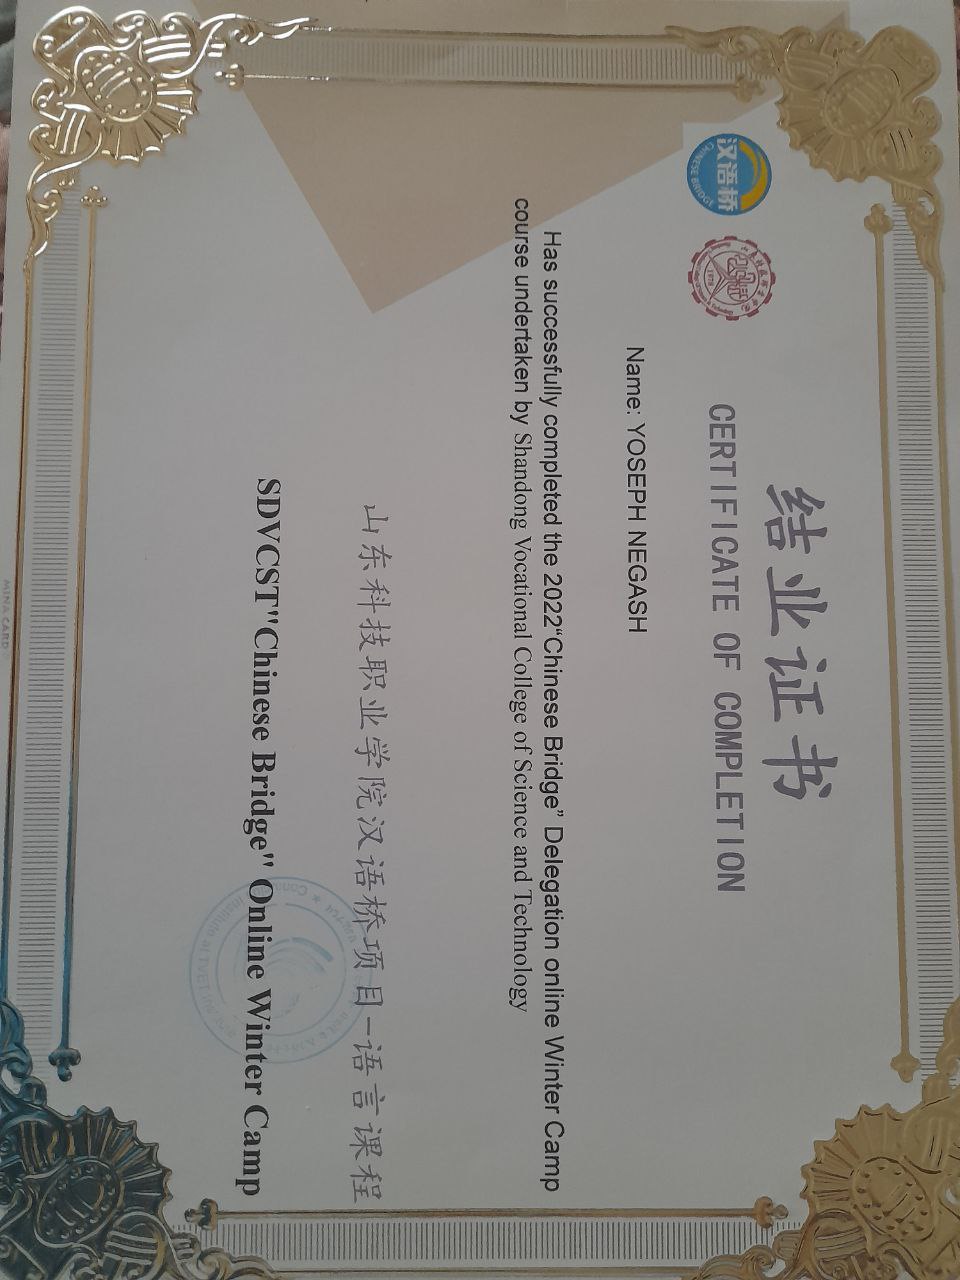 结业证书
CERTIFICATE OF COMPLETION
汉语桥
CHINESE BRIDGE
1978
Name: YOSEPH NEGASH
Has successfully completed the 2022“Chinese Bridge” Delegation online Winter Camp
course undertaken by Shandong Vocational College of Science and Technology
山东科技职业学院汉语桥项目-语言课程
SDVCST"Chinese Bridge" Online Winter Camp
Institute at TVET
MINA CARD